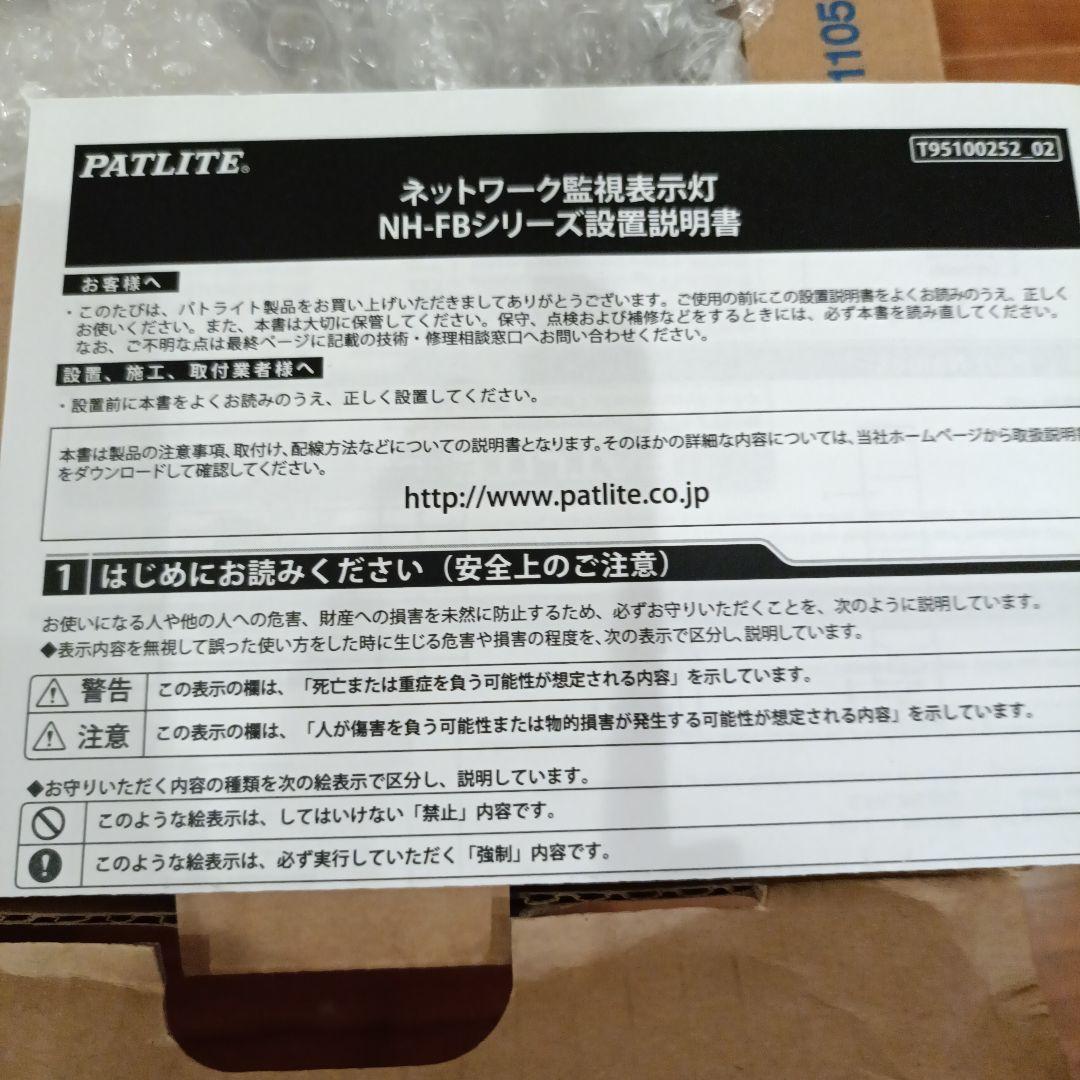 1105
PATLITE®
T95100252_02
ネットワーク監視表示灯
NH-FBシリーズ設置説明書
お客様へ
・このたびは、パトライト製品をお買い上げいただきましてありがとうございます。ご使用の前にこの設置説明書をよくお読みのうえ、正しく
お使いください。また、本書は大切に保管してください。保守、点検および補修などをするときには、必ず本書を読み直してください。
なお、ご不明な点は最終ページに記載の技術・修理相談窓口へお問い合わせください。
設置、施工、取付業者様へ
・設置前に本書をよくお読みのうえ、正しく設置してください。
本書は製品の注意事項、取付け、配線方法などについての説明書となります。そのほかの詳細な内容については、当社ホームページから取扱説明書
をダウンロードして確認してください。
http://www.patlite.co.jp
1 はじめにお読みください（安全上のご注意）
お使いになる人や他の人への危害、財産への損害を未然に防止するため、必ずお守りいただくことを、次のように説明しています。
◆表示内容を無視して誤った使い方をした時に生じる危害や損害の程度を、次の表示で区分し、説明しています。
警告 この表示の欄は、「死亡または重症を負う可能性が想定される内容」を示しています。
注意 この表示の欄は、「人が傷害を負う可能性または物的損害が発生する可能性が想定される内容」を示しています。
◆お守りいただく内容の種類を次の絵表示で区分し、説明しています。
このような絵表示は、してはいけない「禁止」内容です。
このような絵表示は、必ず実行していただく「強制」内容です。